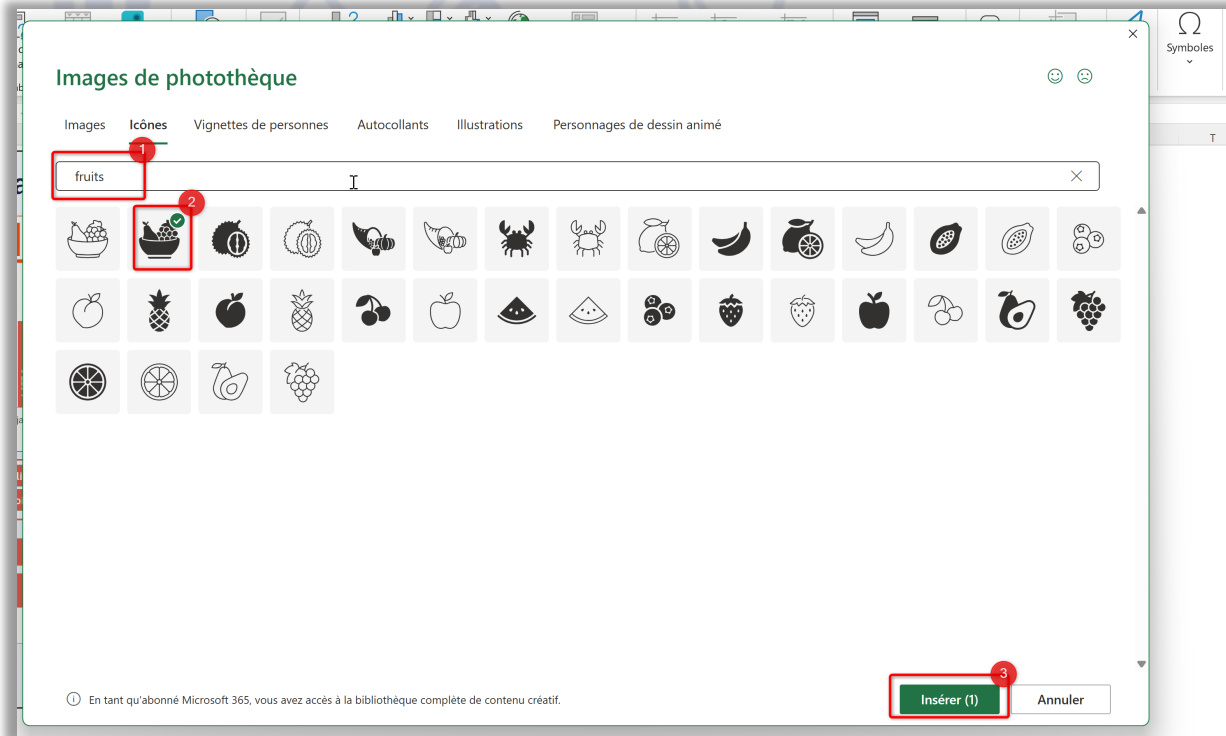 Symboles
Images de photothèque
Images Icônes Vignettes de personnes Autocollants Illustrations Personnages de dessin animé
1
T
fruits
2
3
En tant qu'abonné Microsoft 365, vous avez accès à la bibliothèque complète de contenu créatif.
Insérer (1) Annuler